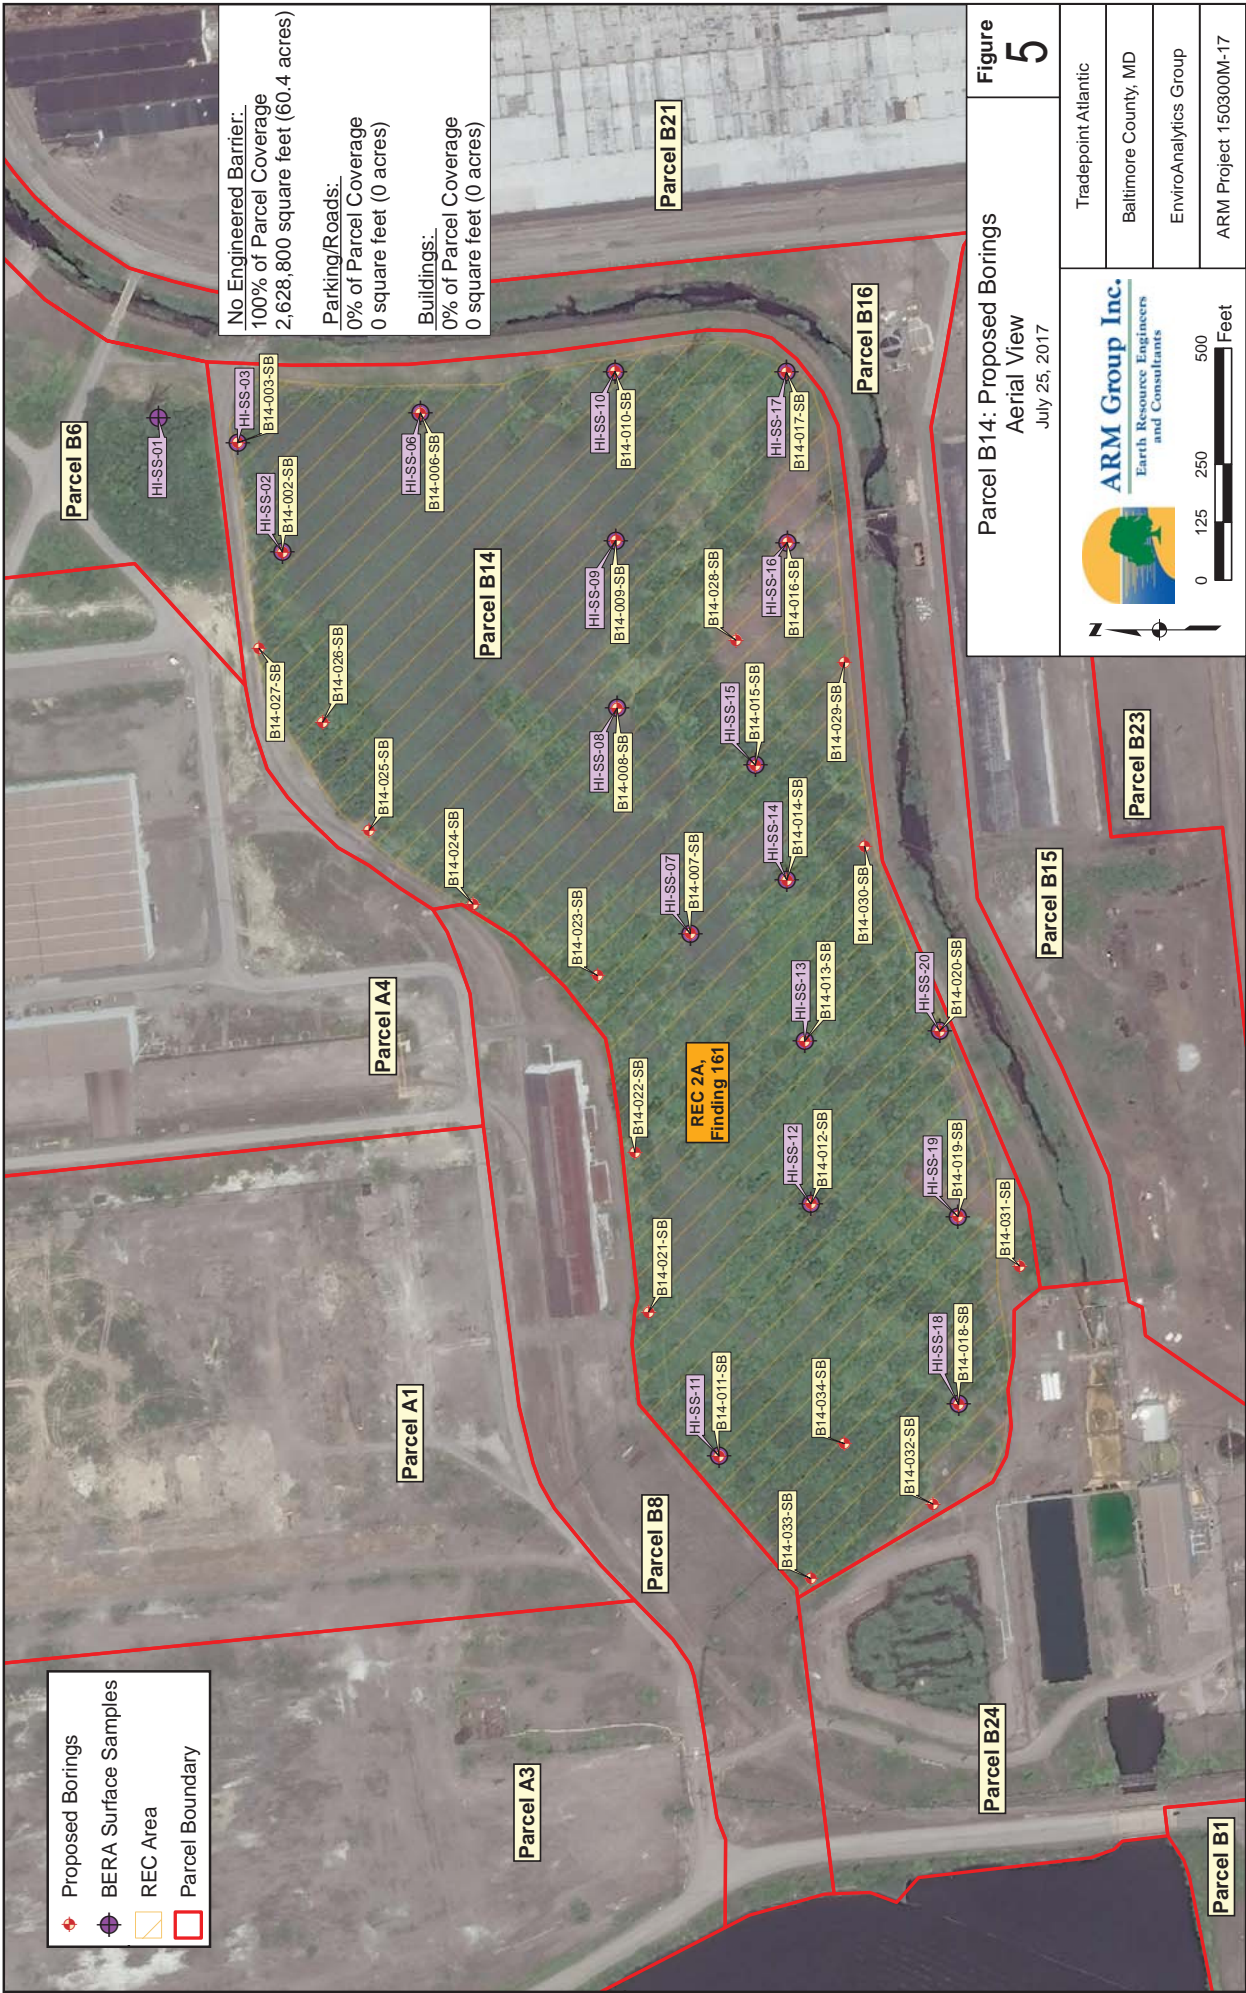 Proposed Borings
BERA Surface Samples
REC Area
Parcel Boundary
No Engineered Barrier:
100% of Parcel Coverage
2,628,800 square feet (60.4 acres)
Parking/Roads:
0% of Parcel Coverage
0 square feet (0 acres)
Buildings:
0% of Parcel Coverage
0 square feet (0 acres)
Parcel A3
Parcel A1
Parcel A4
Parcel B6
Parcel B8
Parcel B14
Parcel B21
Parcel B24
Parcel B1
Parcel B15
Parcel B23
Parcel B16
REC 2A,
Finding 161
HI-SS-01
HI-SS-03
B14-003-SB
HI-SS-02
B14-002-SB
B14-027-SB
B14-026-SB
B14-025-SB
B14-024-SB
HI-SS-06
B14-006-SB
B14-023-SB
B14-022-SB
B14-021-SB
HI-SS-10
B14-010-SB
HI-SS-09
B14-009-SB
HI-SS-08
B14-008-SB
HI-SS-07
B14-007-SB
HI-SS-11
B14-011-SB
HI-SS-12
B14-012-SB
HI-SS-13
B14-013-SB
HI-SS-14
B14-014-SB
HI-SS-15
B14-015-SB
B14-028-SB
HI-SS-16
B14-016-SB
HI-SS-17
B14-017-SB
B14-029-SB
B14-030-SB
B14-033-SB
B14-034-SB
B14-032-SB
HI-SS-18
B14-018-SB
HI-SS-19
B14-019-SB
HI-SS-20
B14-020-SB
B14-031-SB
Parcel B14: Proposed Borings
Aerial View
July 25, 2017
Figure
5
N
ARM Group Inc.
Earth Resource Engineers
and Consultants
0 125 250 500
Feet
Tradepoint Atlantic
Baltimore County, MD
EnviroAnalytics Group
ARM Project 150300M-17